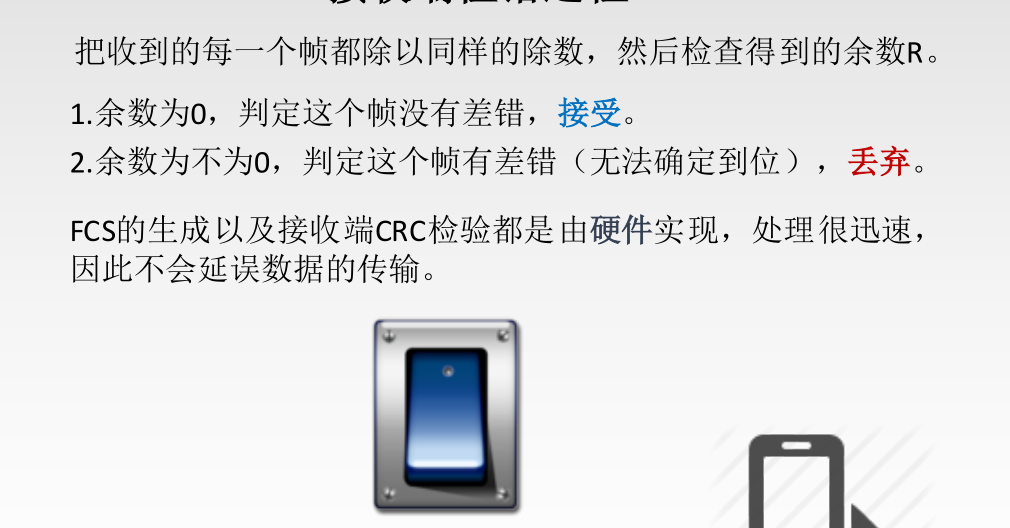 把收到的每一个帧都除以同样的除数，然后检查得到的余数R。
1.余数为0，判定这个帧没有差错，接受。
2.余数为不为0，判定这个帧有差错（无法确定到位），丢弃。
FCS的生成以及接收端CRC检验都是由硬件实现，处理很迅速，
因此不会延误数据的传输。